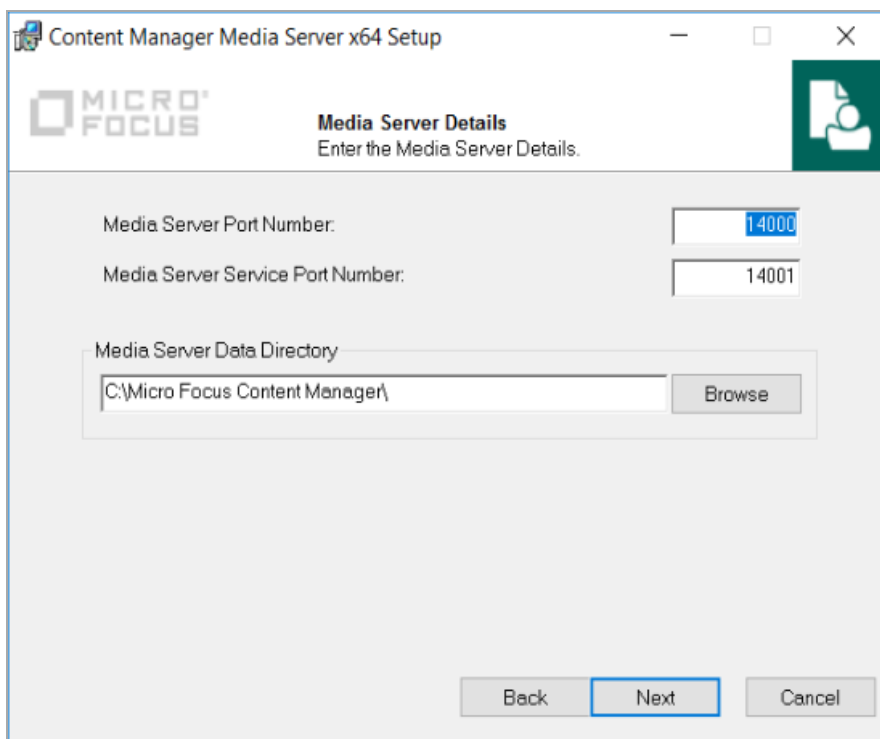 Content Manager Media Server x64 Setup
MICRO
FOCUS
Media Server Details
Enter the Media Server Details.
Media Server Port Number:
14000
Media Server Service Port Number:
14001
Media Server Data Directory
C:\Micro Focus Content Manager\
Browse
Back
Next
Cancel